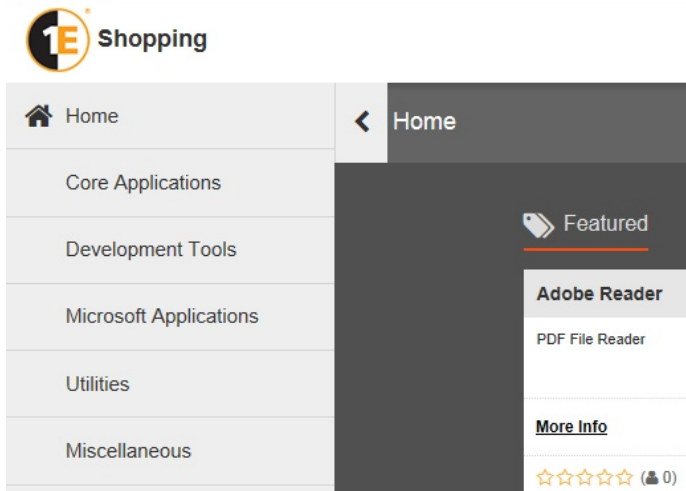 1E Shopping
Home
Core Applications
Development Tools
Microsoft Applications
Utilities
Miscellaneous
Home
Featured
Adobe Reader
PDF File Reader
More Info
(0)